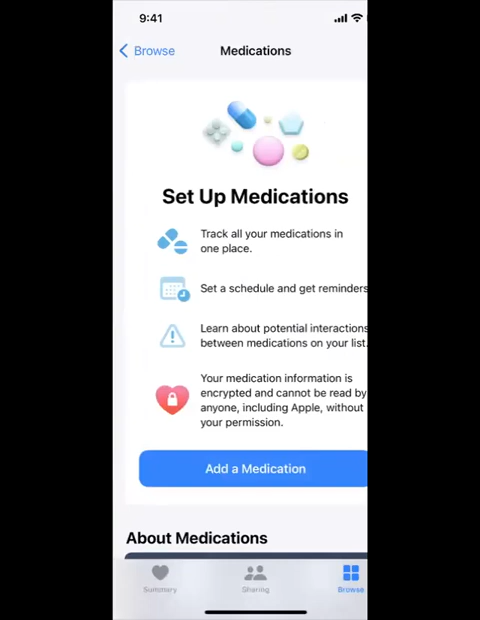 9:41
Browse
Medications
Set Up Medications
Track all your medications in
one place.
Set a schedule and get reminders
Learn about potential interactions
between medications on your list.
Your medication information is
encrypted and cannot be read by
anyone, including Apple, without
your permission.
Add a Medication
About Medications
Summary
Sharing
Browse